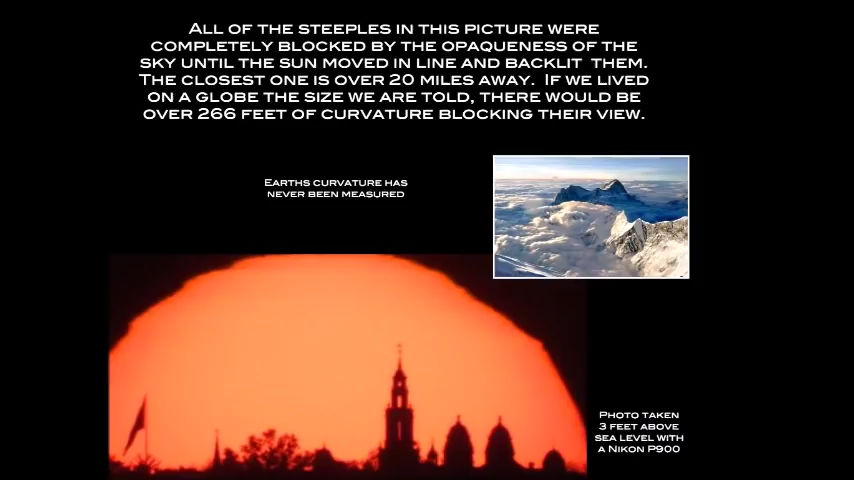 All of the steeples in this picture were
completely blocked by the opaqueness of the
sky until the sun moved in line and backlit them.
The closest one is over 20 miles away. If we lived
on a globe the size we are told, there would be
over 266 feet of curvature blocking their view.
Earths curvature has
never been measured
Photo taken
3 feet above
sea level with
a Nikon P900